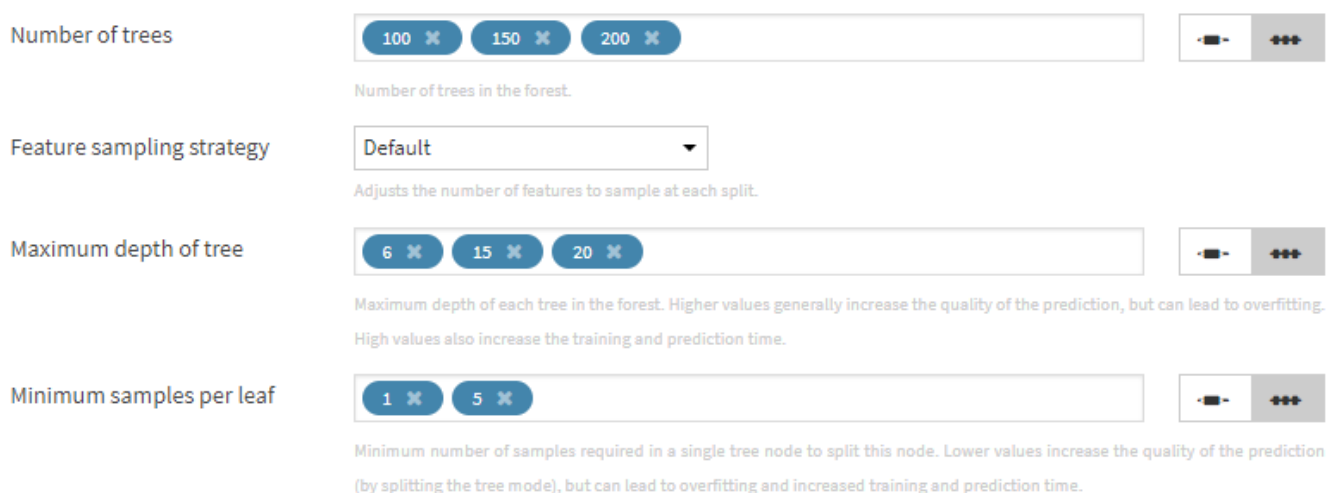 Number of trees
100 150 200
Number of trees in the forest.
Feature sampling strategy
Default
Adjusts the number of features to sample at each split.
Maximum depth of tree
6 15 20
Maximum depth of each tree in the forest. Higher values generally increase the quality of the prediction, but can lead to overfitting.
High values also increase the training and prediction time.
Minimum samples per leaf
1 5
Minimum number of samples required in a single tree node to split this node. Lower values increase the quality of the prediction
(by splitting the tree mode), but can lead to overfitting and increased training and prediction time.